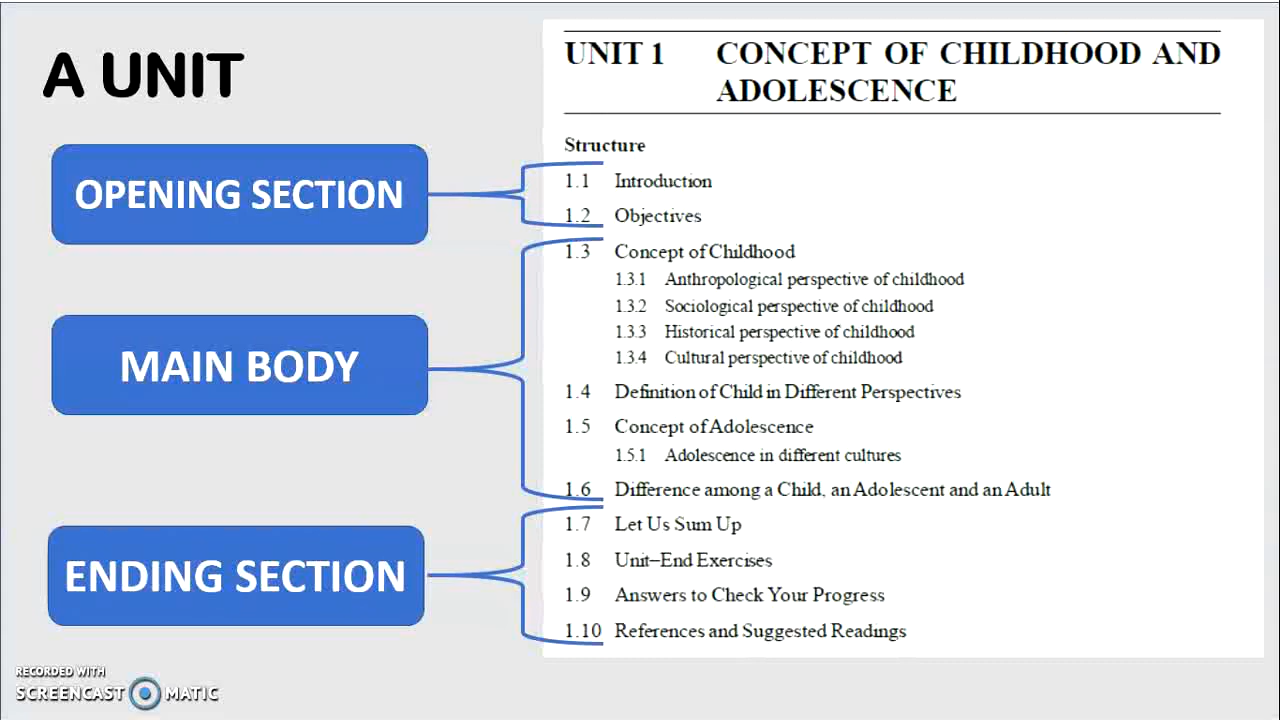 A UNIT
OPENING SECTION
MAIN BODY
ENDING SECTION
UNIT 1 CONCEPT OF CHILDHOOD AND
ADOLESCENCE
Structure
1.1 Introduction
1.2 Objectives
1.3 Concept of Childhood
1.3.1 Anthropological perspective of childhood
1.3.2 Sociological perspective of childhood
1.3.3 Historical perspective of childhood
1.3.4 Cultural perspective of childhood
1.4 Definition of Child in Different Perspectives
1.5 Concept of Adolescence
1.5.1 Adolescence in different cultures
1.6 Difference among a Child, an Adolescent and an Adult
1.7 Let Us Sum Up
1.8 Unit–End Exercises
1.9 Answers to Check Your Progress
1.10 References and Suggested Readings
RECORDED WITH
SCREENCAST MATIC